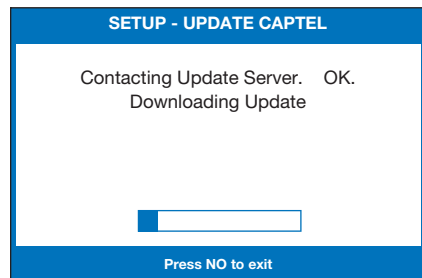 SETUP - UPDATE CAPTEL
Contacting Update Server. OK.
Downloading Update
Press NO to exit